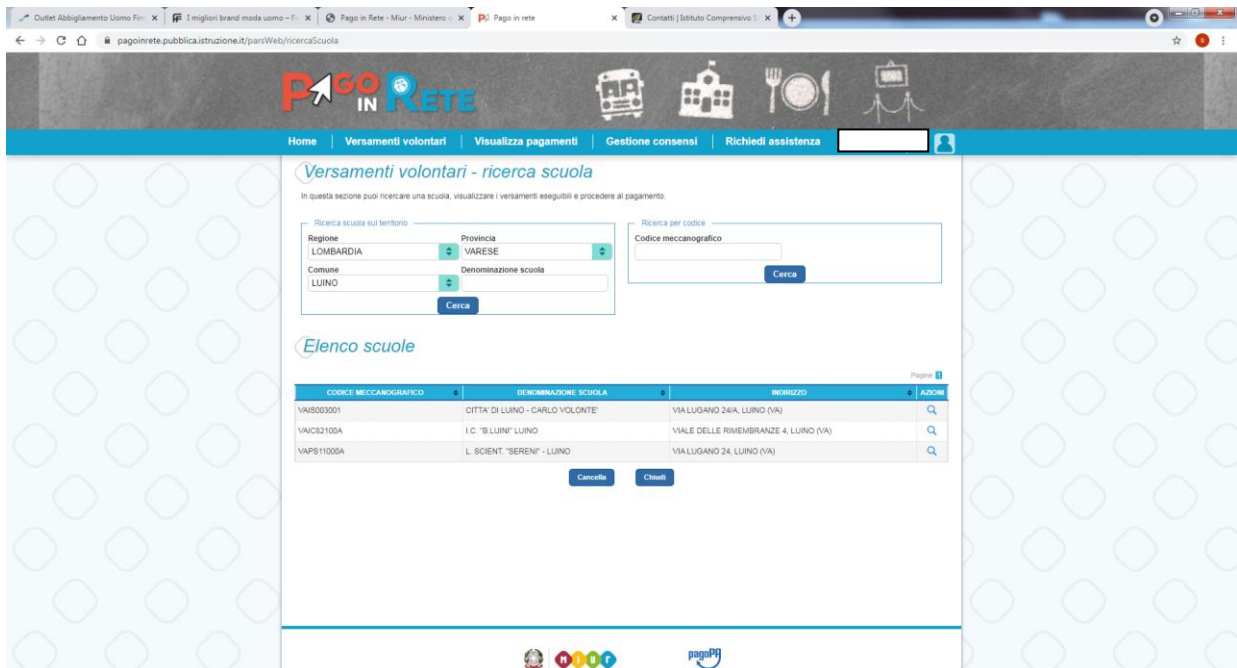 Outlet Abbigliamento Uomo Firm
I migliori brand moda uomo – F
Pago in Rete - Miur - Ministero
Pago in rete
Contatti | Istituto Comprensivo S
pagoinrete.pubblica.istruzione.it/parsWeb/ricercaScuola
PAGO IN RETE
Home
Versamenti volontari
Visualizza pagamenti
Gestione consensi
Richiedi assistenza
Versamenti volontari - ricerca scuola
In questa sezione puoi ricercare una scuola, visualizzare i versamenti eseguibili e procedere al pagamento.
Ricerca scuola sul territorio
Regione Provincia
LOMBARDIA VARESE
Comune Denominazione scuola
LUINO
Cerca
Ricerca per codice
Codice meccanografico
Cerca
Elenco scuole
Pagine 1
CODICE MECCANOGRAFICO DENOMINAZIONE SCUOLA INDIRIZZO AZIONI
VAIS003001 CITTA' DI LUINO - CARLO VOLONTE' VIA LUGANO 24/A, LUINO (VA)
VAIC82100A I.C. "B.LUINI" LUINO VIALE DELLE RIMEMBRANZE 4, LUINO (VA)
VAPS11000A L. SCIENT. "SERENI" - LUINO VIA LUGANO 24, LUINO (VA)
Cancella Chiudi
MIUR
pagoPA